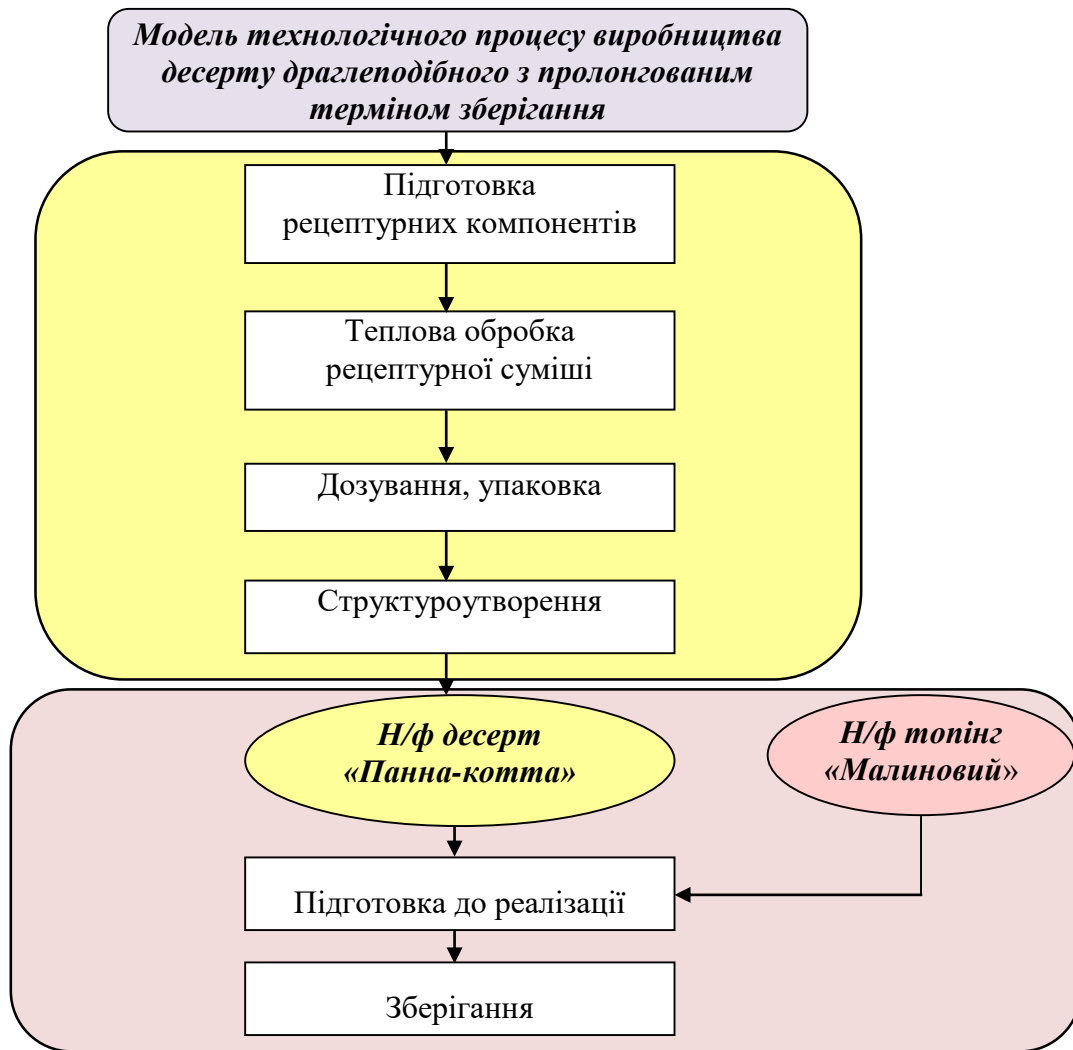 Модель технологічного процесу виробництва
десерту драглеподібного з пролонгованим
терміном зберігання
Підготовка
рецептурних компонентів
Теплова обробка
рецептурної суміші
Дозування, упаковка
Структуроутворення
Н/ф десерт
«Панна-котта»
Н/ф топінг
«Малиновий»
Підготовка до реалізації
Зберігання